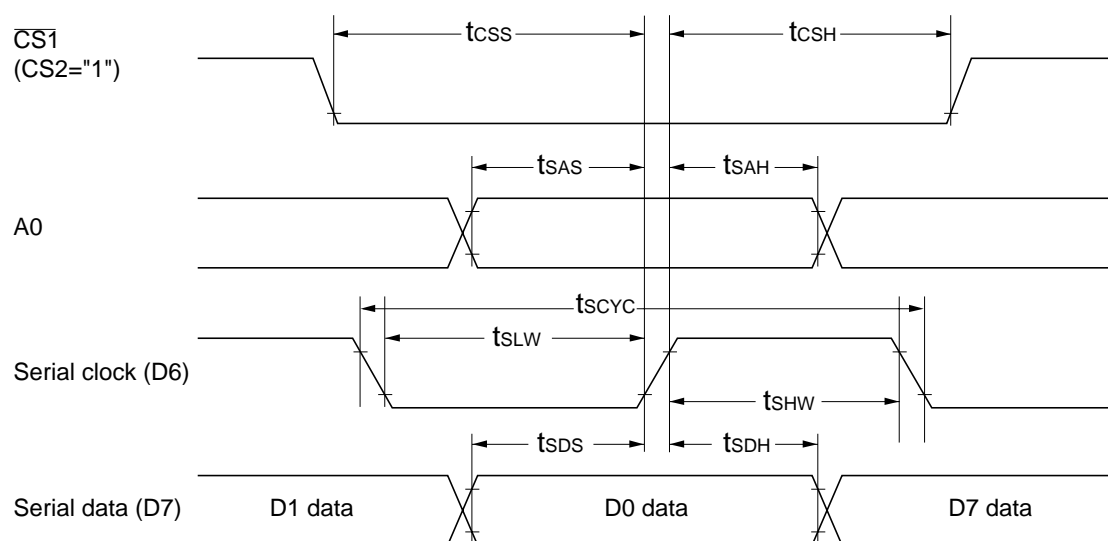 CS1
(CS2="1")
tCSS
tCSH
tSAS
tSAH
A0
tSCYC
tSLW
Serial clock (D6)
tSHW
tSDS
tSDH
Serial data (D7)
D1 data
D0 data
D7 data